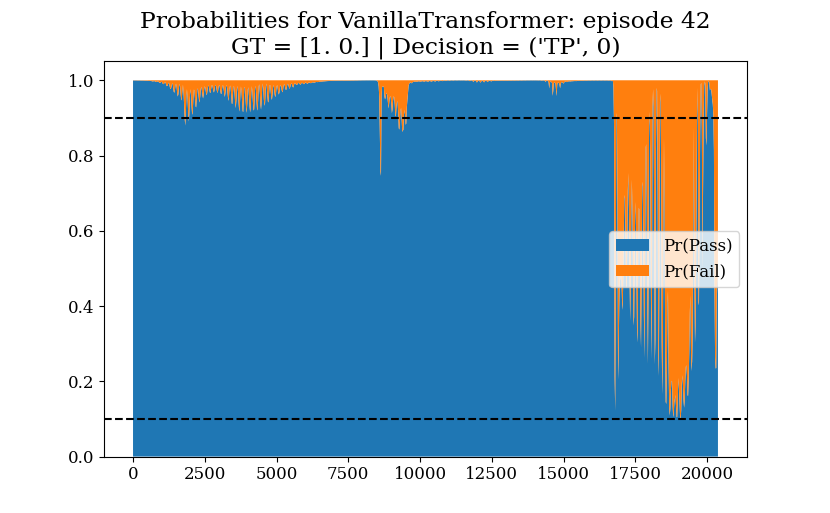 Probabilities for VanillaTransformer: episode 42
GT = [1. 0.] | Decision = ('TP', 0)
1.0
0.8
0.6
0.4
0.2
0.0
Pr(Pass)
Pr(Fail)
0 2500 5000 7500 10000 12500 15000 17500 20000